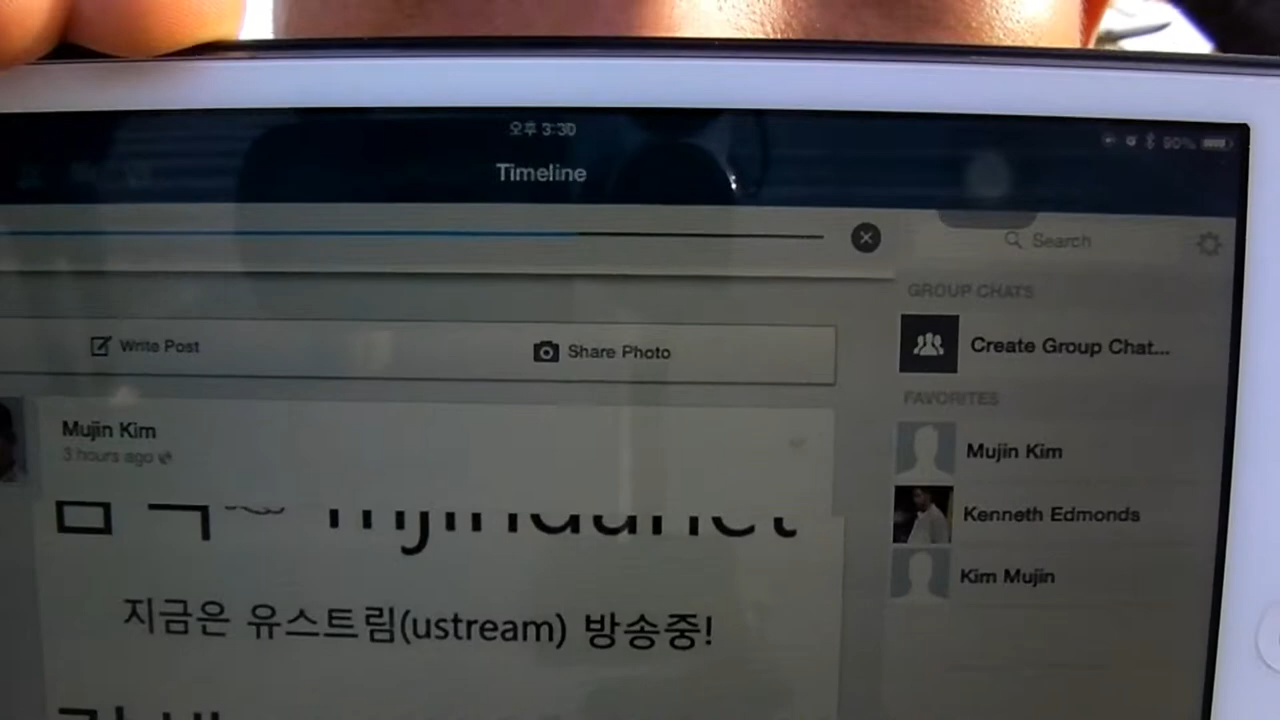 오후 3:30
90%
Timeline
Search
GROUP CHATS
Write Post
Share Photo
Create Group Chat...
FAVORITES
Mujin Kim
3 hours ago
지금은 유스트림(ustream) 방송중!
Mujin Kim
Kenneth Edmonds
Kim Mujin